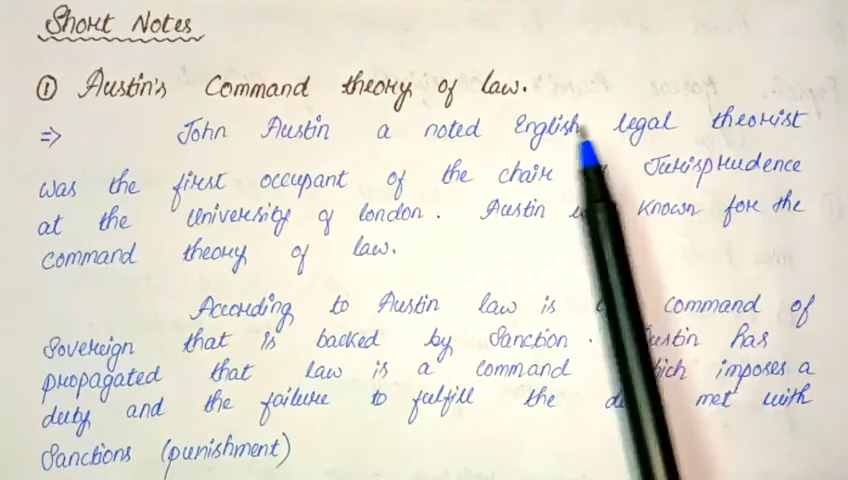 Short Notes
① Austin's Command theory of law.
⇒ John Austin a noted English legal theorist
was the first occupant of the chair Jurisprudence
at the University of london. Austin known for the
command theory of law.
According to Austin law is command of
Sovereign that is backed by Sanction. Austin has
propagated that law is a command which imposes a
duty and the failure to fulfill the met with
Sanctions (punishment)